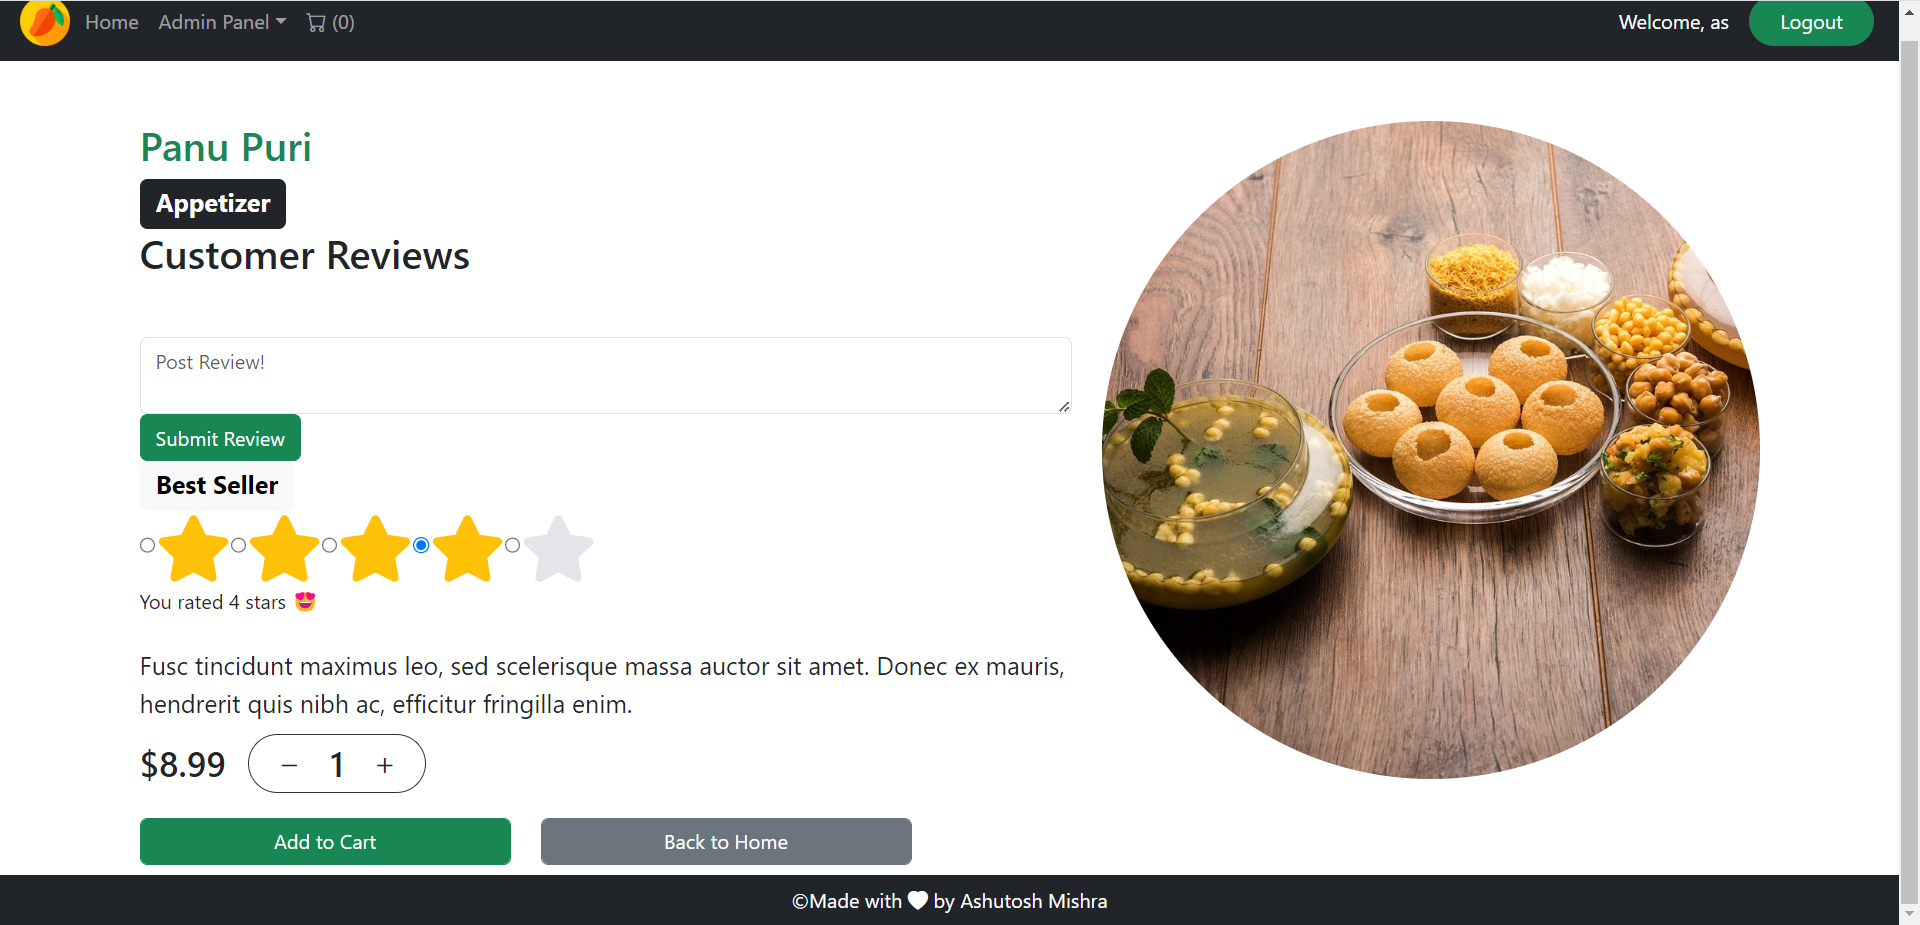 Home Admin Panel (0) Welcome, as Logout
Panu Puri
Appetizer
Customer Reviews
Post Review!
Submit Review
Best Seller
You rated 4 stars 😍
Fusc tincidunt maximus leo, sed scelerisque massa auctor sit amet. Donec ex mauris,
hendrerit quis nibh ac, efficitur fringilla enim.
$8.99 − 1 +
Add to Cart Back to Home
©Made with 🤍 by Ashutosh Mishra